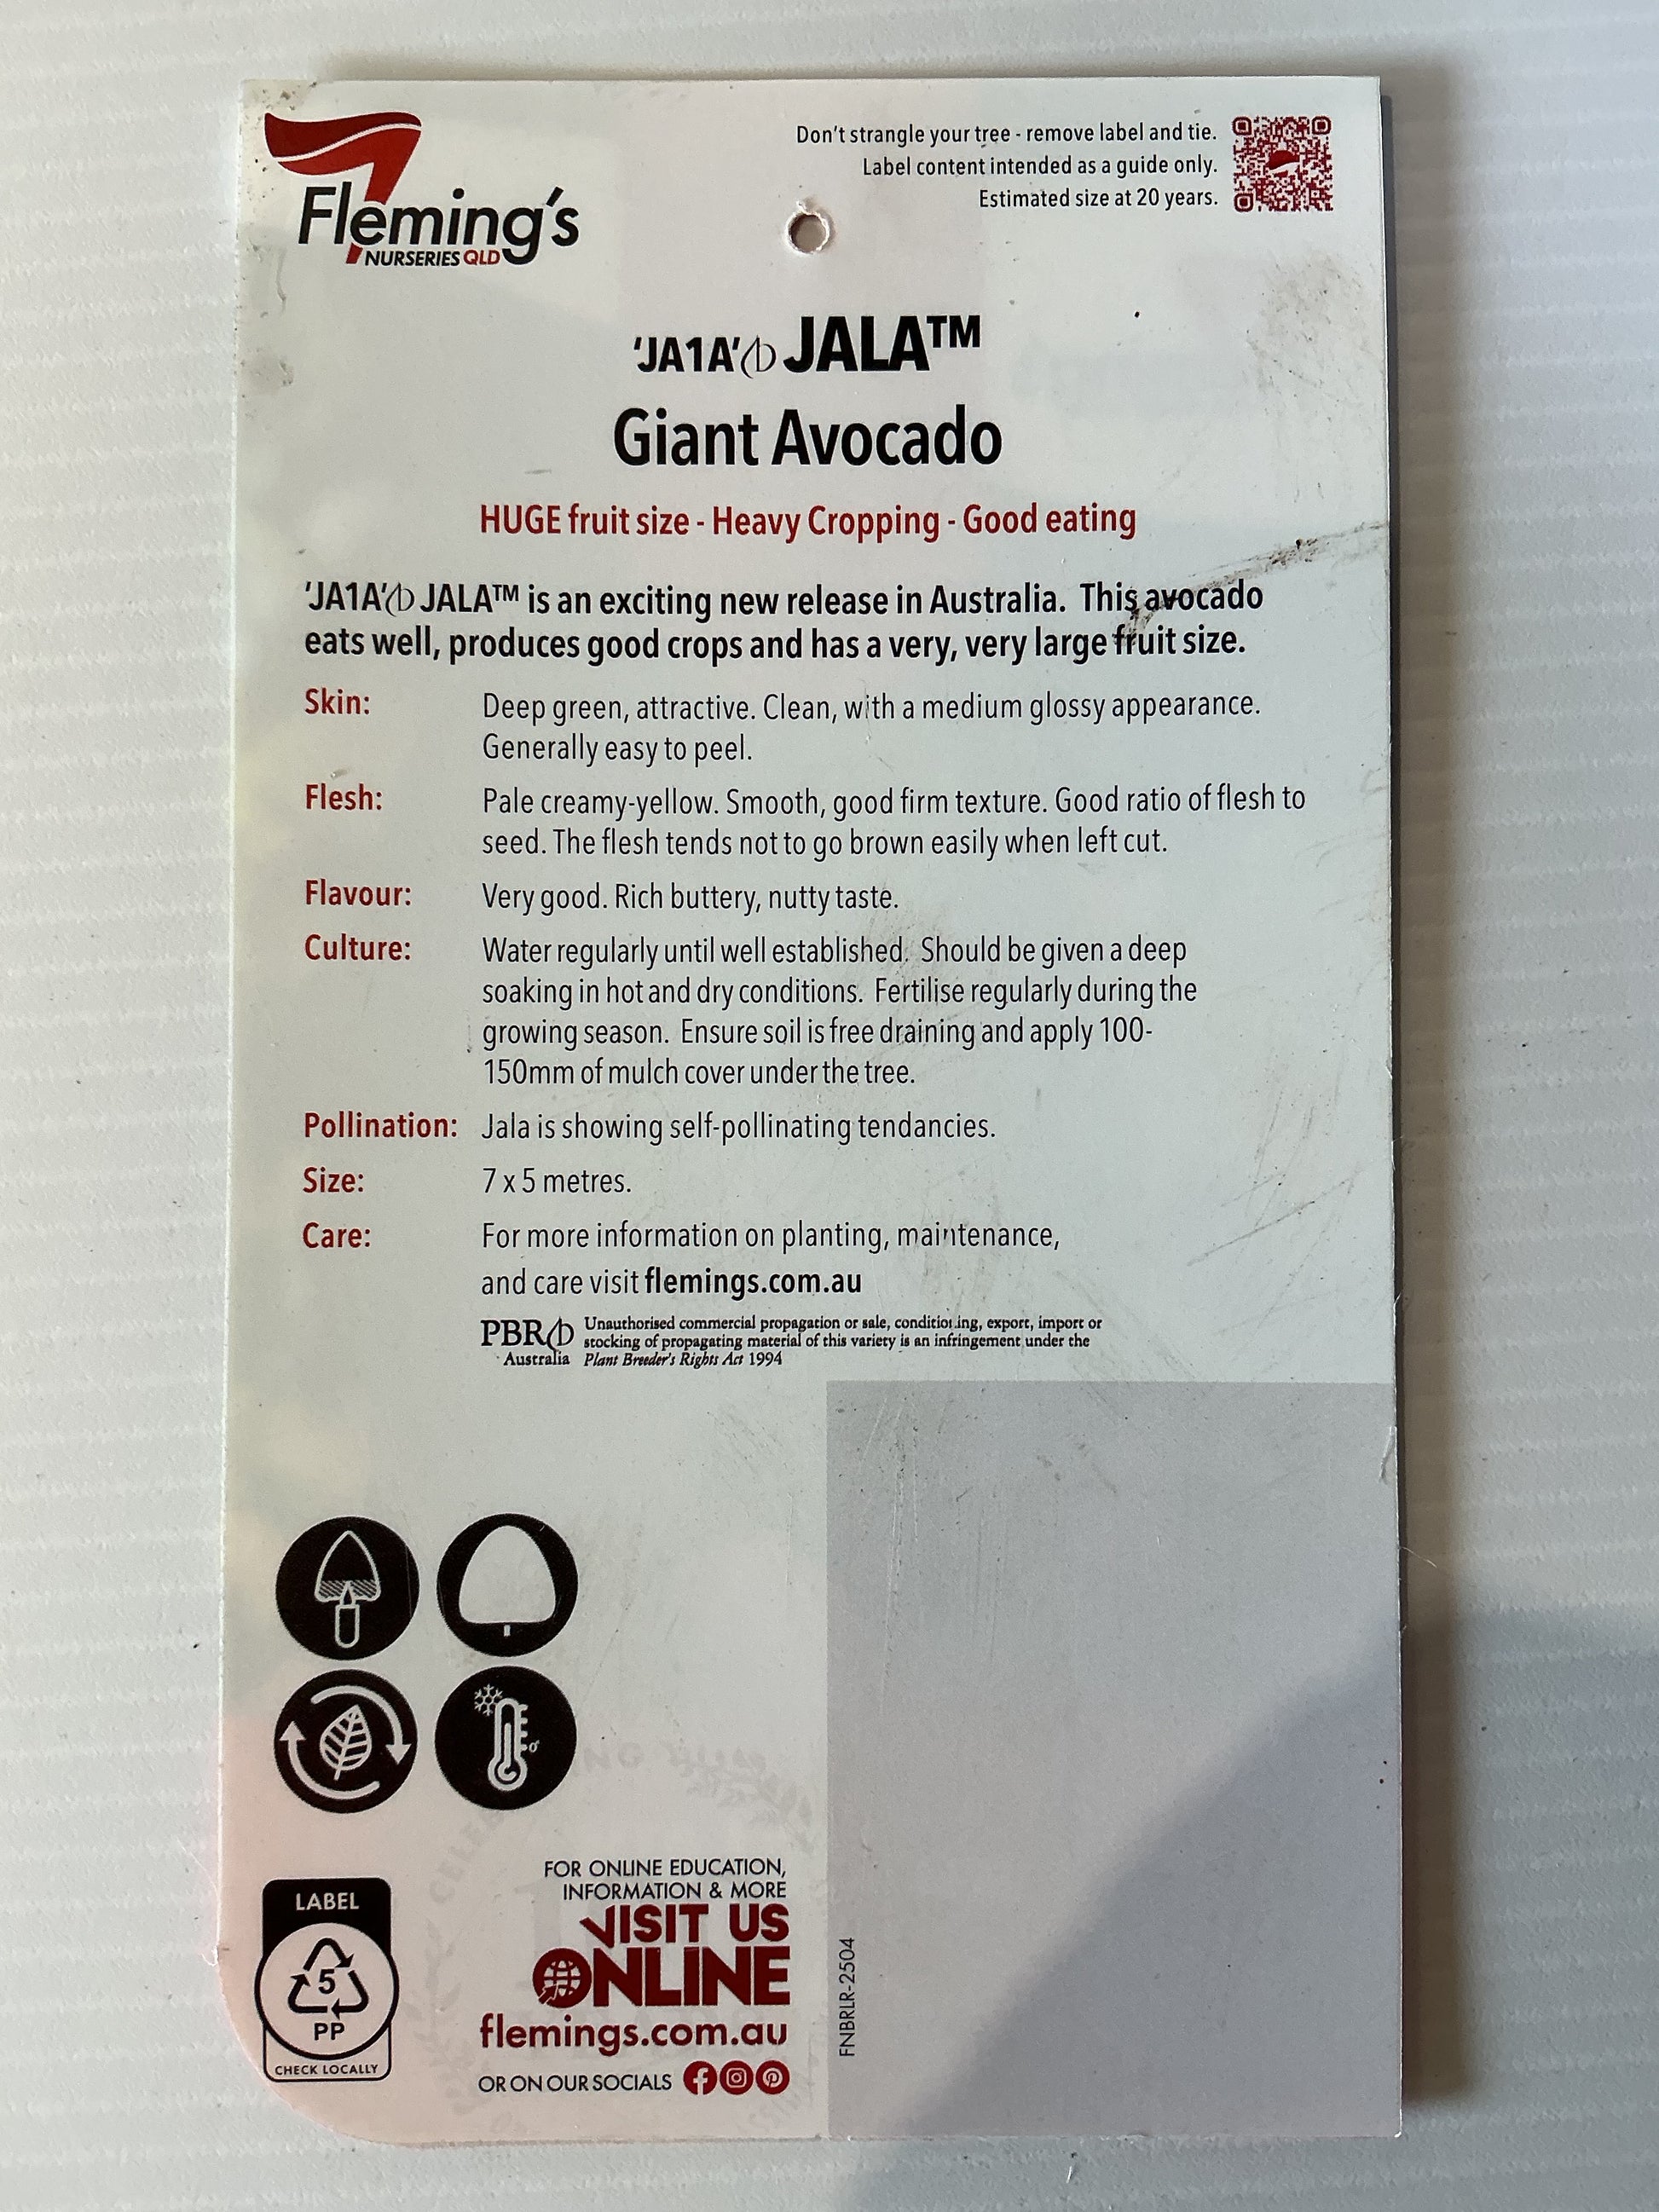 Fleming's
NURSERIES QLD
Don't strangle your tree - remove label and tie.
Label content intended as a guide only.
Estimated size at 20 years.
'JA1A' JALA™
Giant Avocado
HUGE fruit size - Heavy Cropping - Good eating
'JA1A' JALA™ is an exciting new release in Australia. This avocado
eats well, produces good crops and has a very, very large fruit size.
Skin: Deep green, attractive. Clean, with a medium glossy appearance.
Generally easy to peel.
Flesh: Pale creamy-yellow. Smooth, good firm texture. Good ratio of flesh to
seed. The flesh tends not to go brown easily when left cut.
Flavour: Very good. Rich buttery, nutty taste.
Culture: Water regularly until well established. Should be given a deep
soaking in hot and dry conditions. Fertilise regularly during the
growing season. Ensure soil is free draining and apply 100-
150mm of mulch cover under the tree.
Pollination: Jala is showing self-pollinating tendancies.
Size: 7 x 5 metres.
Care: For more information on planting, maintenance,
and care visit flemings.com.au
PBR Unauthorised commercial propagation or sale, conditioning, export, import or
stocking of propagating material of this variety is an infringement under the
Australia Plant Breeder's Rights Act 1994
LABEL
5
PP
CHECK LOCALLY
FOR ONLINE EDUCATION,
INFORMATION & MORE
VISIT US
ONLINE
flemings.com.au
OR ON OUR SOCIALS
FNBRLR-2504